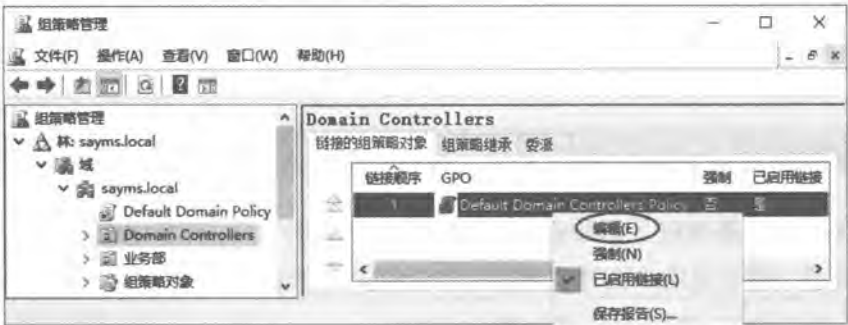 组策略管理
文件(F) 操作(A) 查看(V) 窗口(W) 帮助(H)
组策略管理
林: sayms.local
域
sayms.local
Default Domain Policy
Domain Controllers
业务部
组策略对象
Domain Controllers
链接的组策略对象 组策略继承 委派
链接顺序 GPO 强制 已启用链接
1 Default Domain Controllers Policy 否 是
编辑(E)
强制(N)
已启用链接(L)
保存报告(S)...